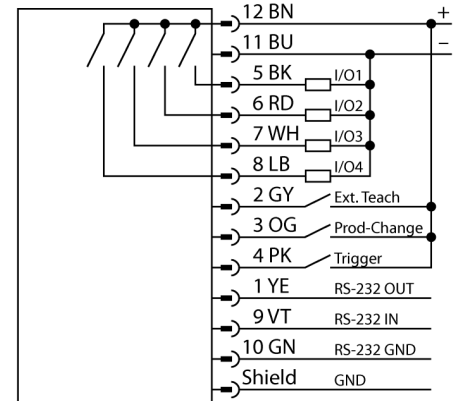 12 BN +
11 BU −
5 BK I/O1
6 RD I/O2
7 WH I/O3
8 LB I/O4
2 GY Ext. Teach
3 OG Prod-Change
4 PK Trigger
1 YE RS-232 OUT
9 VT RS-232 IN
10 GN RS-232 GND
Shield GND